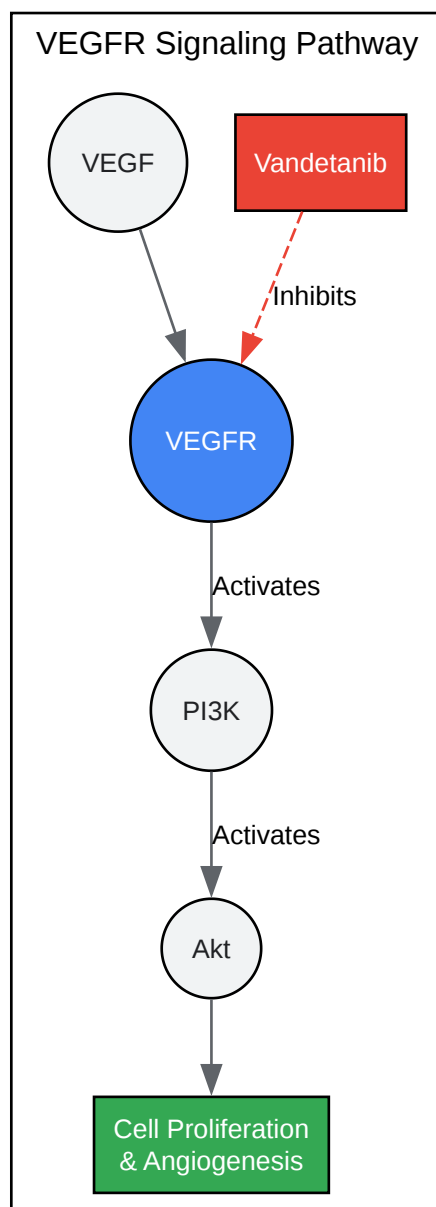 VEGFR Signaling Pathway
VEGF
Vandetanib
Inhibits
VEGFR
Activates
PI3K
Activates
Akt
Cell Proliferation
& Angiogenesis